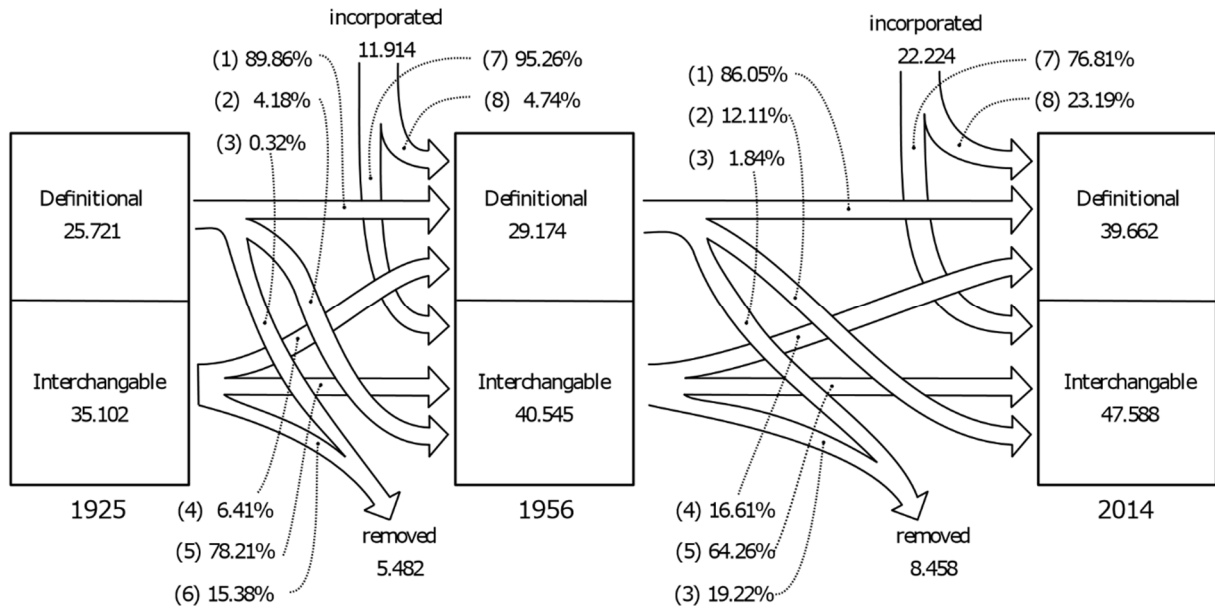 incorporated
11.914
(1) 89.86%
(2) 4.18%
(3) 0.32%
(7) 95.26%
(8) 4.74%
incorporated
22.224
(1) 86.05%
(2) 12.11%
(3) 1.84%
(7) 76.81%
(8) 23.19%
Definitional
25.721
Interchangable
35.102
1925
Definitional
29.174
Interchangable
40.545
1956
Definitional
39.662
Interchangable
47.588
2014
(4) 6.41%
(5) 78.21%
(6) 15.38%
removed
5.482
(4) 16.61%
(5) 64.26%
(3) 19.22%
removed
8.458